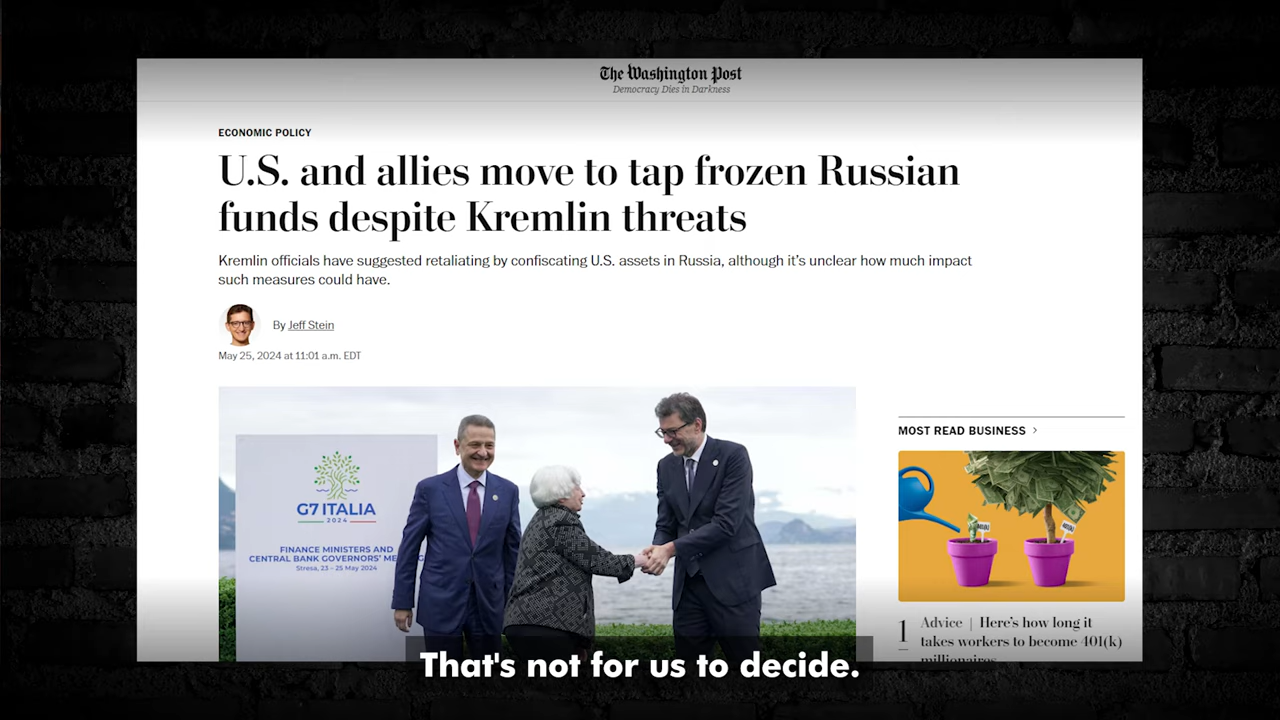 The Washington Post
Democracy Dies in Darkness
ECONOMIC POLICY
U.S. and allies move to tap frozen Russian
funds despite Kremlin threats
Kremlin officials have suggested retaliating by confiscating U.S. assets in Russia, although it's unclear how much impact
such measures could have.
By Jeff Stein
May 25, 2024 at 11:01 a.m. EDT
G7 ITALIA
2024
FINANCE MINISTERS AND
CENTRAL BANK GOVERNORS'
Stresa, 23 - 25 May 2024
MOST READ BUSINESS >
1
Advice | Here's how long it
takes workers to become 401(k)
millionaires
That's not for us to decide.